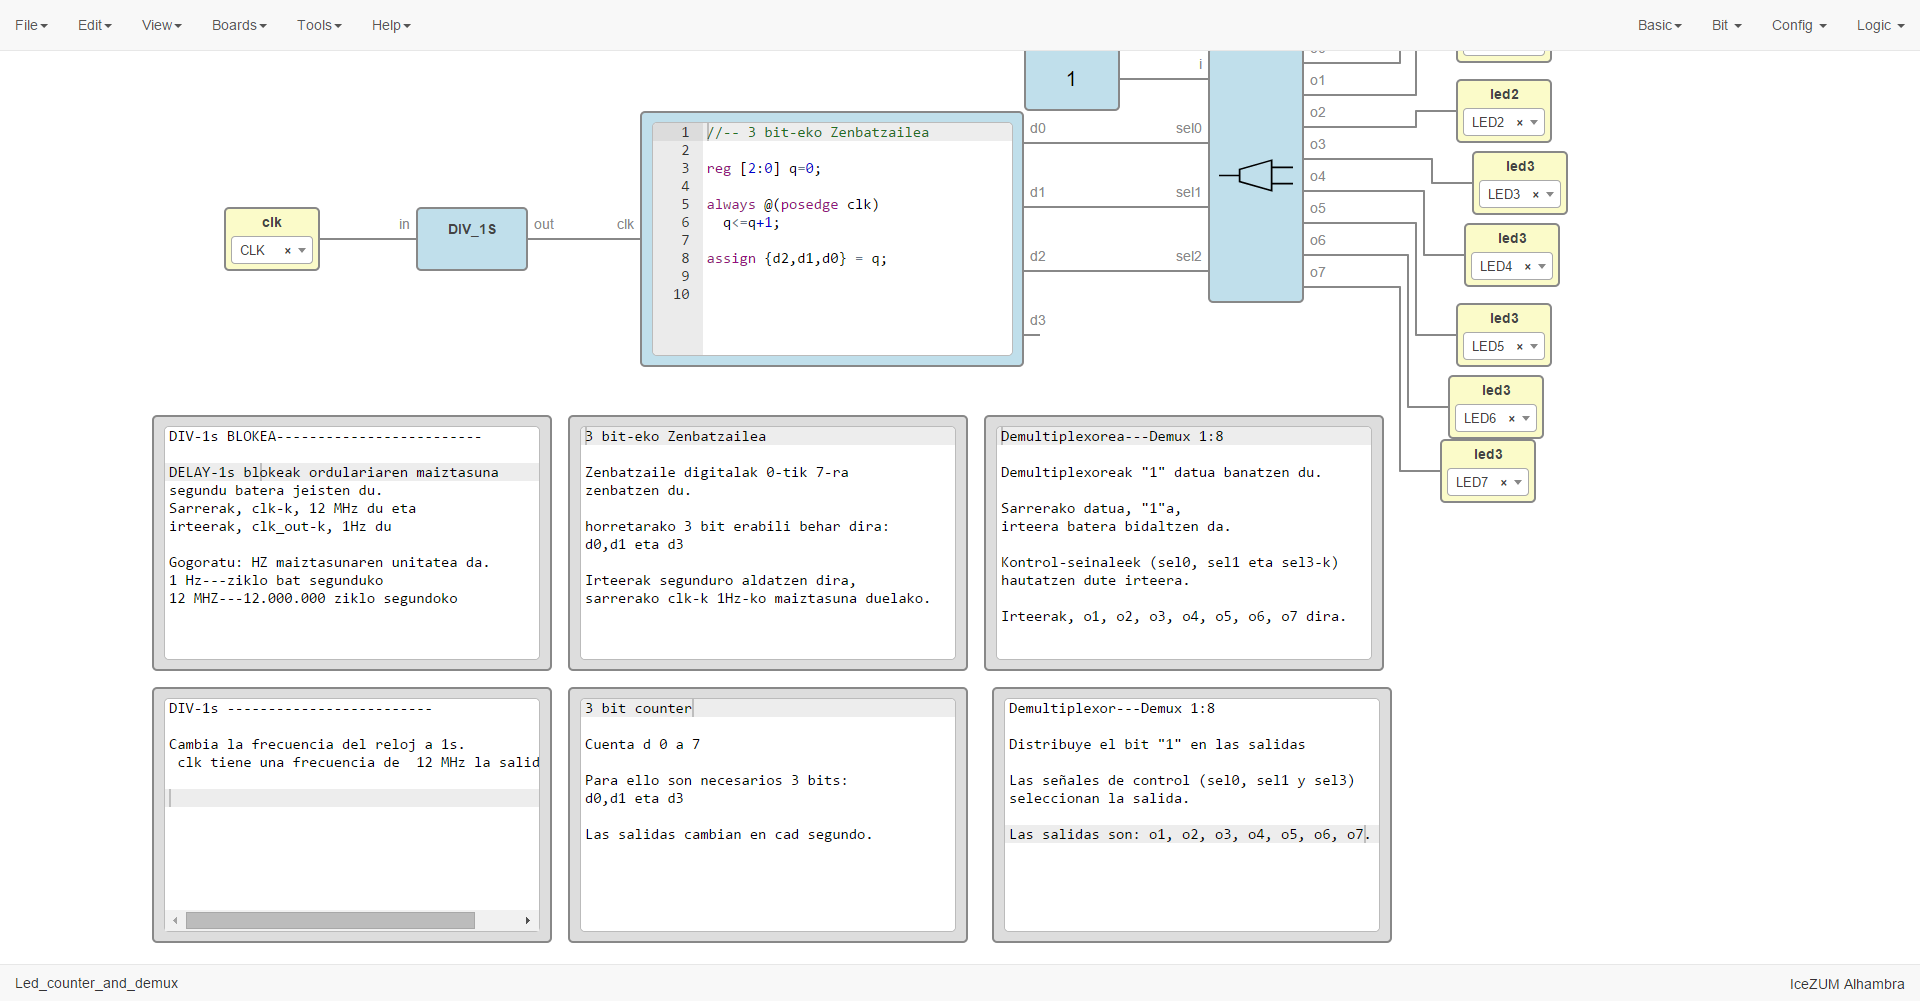 File Edit View Boards Tools Help Basic Bit Config Logic
1
i
o1
o2
o3
o4
o5
o6
o7
d0
sel0
d1
sel1
d2
sel2
d3
clk
CLK ×
in
DIV_1S
out
clk
1 //-- 3 bit-eko Zenbatzailea
2
3 reg [2:0] q=0;
4
5 always @(posedge clk)
6 q<=q+1;
7
8 assign {d2,d1,d0} = q;
9
10
led2
LED2 ×
led3
LED3 ×
led3
LED4 ×
led3
LED5 ×
led3
LED6 ×
led3
LED7 ×
DIV-1s BLOKEA-------------------------
DELAY-1s blokeak ordulariaren maiztasuna
segundu batera jeisten du.
Sarrerak, clk-k, 12 MHz du eta
irteerak, clk_out-k, 1Hz du
Gogoratu: HZ maiztasunaren unitatea da.
1 Hz---ziklo bat segunduko
12 MHZ---12.000.000 ziklo segundoko
3 bit-eko Zenbatzailea
Zenbatzaile digitalak 0-tik 7-ra
zenbatzen du.
horretarako 3 bit erabili behar dira:
d0,d1 eta d3
Irteerak segunduro aldatzen dira,
sarrerako clk-k 1Hz-ko maiztasuna duelako.
Demultiplexorea---Demux 1:8
Demultiplexoreak "1" datua banatzen du.
Sarrerako datua, "1"a,
irteera batera bidaltzen da.
Kontrol-seinaleek (sel0, sel1 eta sel3-k)
hautatzen dute irteera.
Irteerak, o1, o2, o3, o4, o5, o6, o7 dira.
DIV-1s -------------------------
Cambia la frecuencia del reloj a 1s.
clk tiene una frecuencia de  12 MHz la salid
3 bit counter
Cuenta d 0 a 7
Para ello son necesarios 3 bits:
d0,d1 eta d3
Las salidas cambian en cad segundo.
Demultiplexor---Demux 1:8
Distribuye el bit "1" en las salidas
Las señales de control (sel0, sel1 y sel3)
seleccionan la salida.
Las salidas son: o1, o2, o3, o4, o5, o6, o7.
Led_counter_and_demux
IceZUM Alhambra